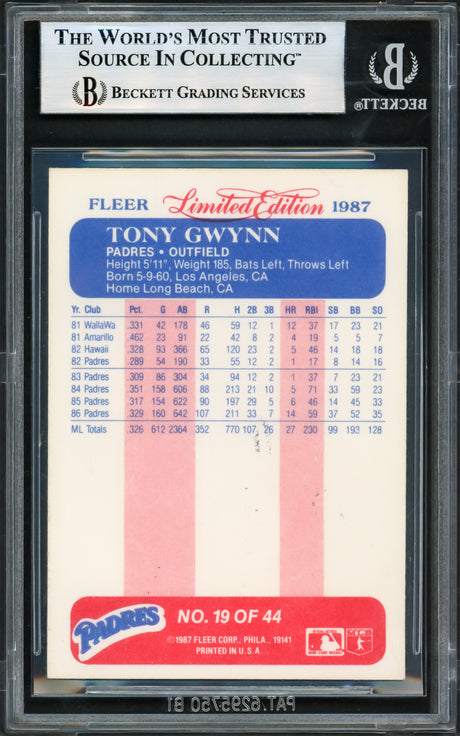 THE WORLD'S MOST TRUSTED
SOURCE IN COLLECTING™
B BECKETT GRADING SERVICES
B
BECKETT®
FLEER Limited Edition 1987
TONY GWYNN
PADRES • OUTFIELD
Height 5'11", Weight 185, Bats Left, Throws Left
Born 5-9-60, Los Angeles, CA
Home Long Beach, CA
Yr. Club Pct. G AB R H 2B 3B HR RBI SB BB SO
81 WallaWa .331 42 178 46 59 12 1 12 37 17 23 21
81 Amarillo .462 23 91 22 42 8 2 4 19 5 5 7
82 Hawaii .328 93 366 65 120 23 2 5 46 14 18 18
82 Padres .289 54 190 33 55 12 2 1 17 8 14 16
83 Padres .309 86 304 34 94 12 2 1 37 7 23 21
84 Padres .351 158 606 88 213 21 10 5 71 33 59 23
85 Padres .317 154 622 90 197 29 5 6 46 14 45 33
86 Padres .329 160 642 107 211 33 7 14 59 37 52 35
ML Totals .326 612 2364 352 770 107 26 27 230 99 193 128
PADRES
NO. 19 OF 44
©1987 FLEER CORP., PHILA., 19141
PRINTED IN U.S.A.
PAT. 6295750 B1